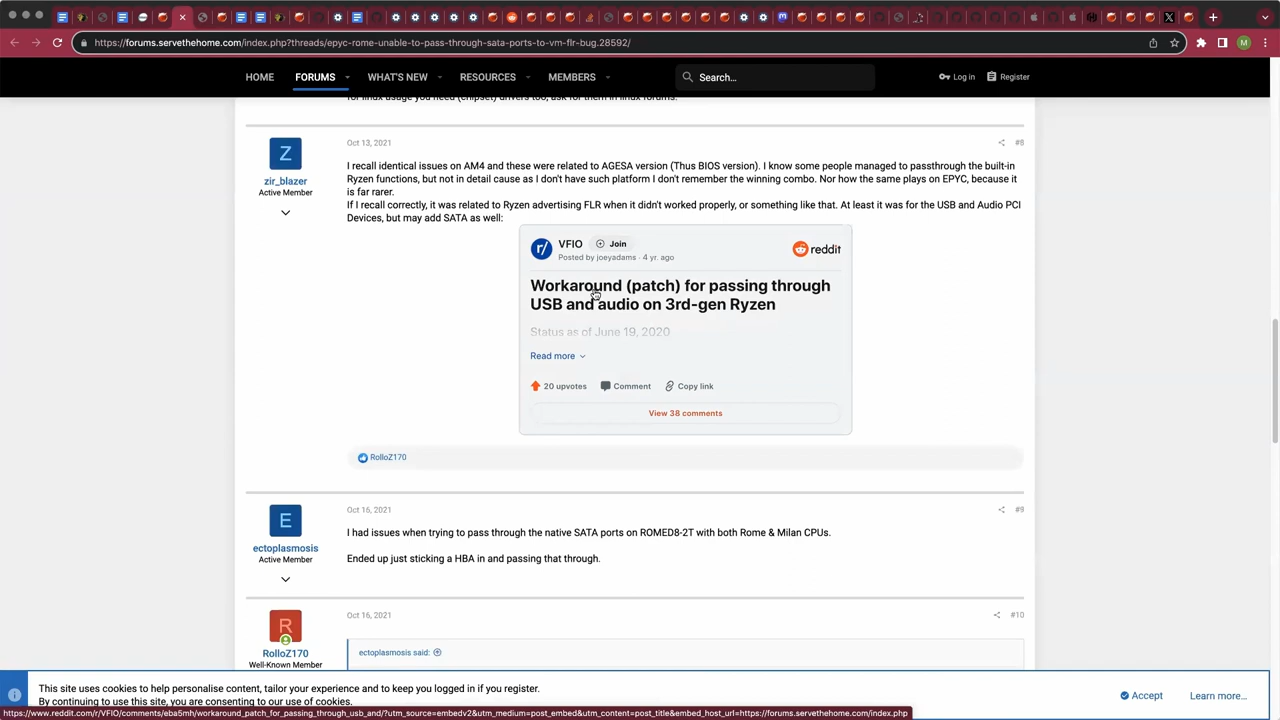 https://forums.servethehome.com/index.php?threads/epyc-rome-unable-to-pass-through-sata-ports-to-vm-flr-bug.28592/
M
HOME
FORUMS
WHAT'S NEW
RESOURCES
MEMBERS
Search…
Log in
Register
for linux usage you need (chipset) drivers too, ask for them in linux forums.
Z
zir_blazer
Active Member
Oct 13, 2021
#8
I recall identical issues on AM4 and these were related to AGESA version (Thus BIOS version). I know some people managed to passthrough the built-in
Ryzen functions, but not in detail cause as I don't have such platform I don't remember the winning combo. Nor how the same plays on EPYC, because it
is far rarer.
If I recall correctly, it was related to Ryzen advertising FLR when it didn't worked properly, or something like that. At least it was for the USB and Audio PCI
Devices, but may add SATA as well:
r/
VFIO
Join
Posted by joeyadams · 4 yr. ago
reddit
Workaround (patch) for passing through
USB and audio on 3rd-gen Ryzen
Status as of June 19, 2020
Read more
20 upvotes
Comment
Copy link
View 38 comments
RolloZ170
E
ectoplasmosis
Active Member
Oct 16, 2021
#9
I had issues when trying to pass through the native SATA ports on ROMED8-2T with both Rome & Milan CPUs.
Ended up just sticking a HBA in and passing that through.
R
RolloZ170
Well-Known Member
Oct 16, 2021
#10
ectoplasmosis said:
This site uses cookies to help personalise content, tailor your experience and to keep you logged in if you register.
By continuing to use this site, you are consenting to our use of cookies.
Accept
Learn more…
https://www.reddit.com/r/VFIO/comments/eba5mh/workaround_patch_for_passing_through_usb_and/?utm_source=embedv2&utm_medium=post_embed&utm_content=post_title&embed_host_url=https://forums.servethehome.com/index.php